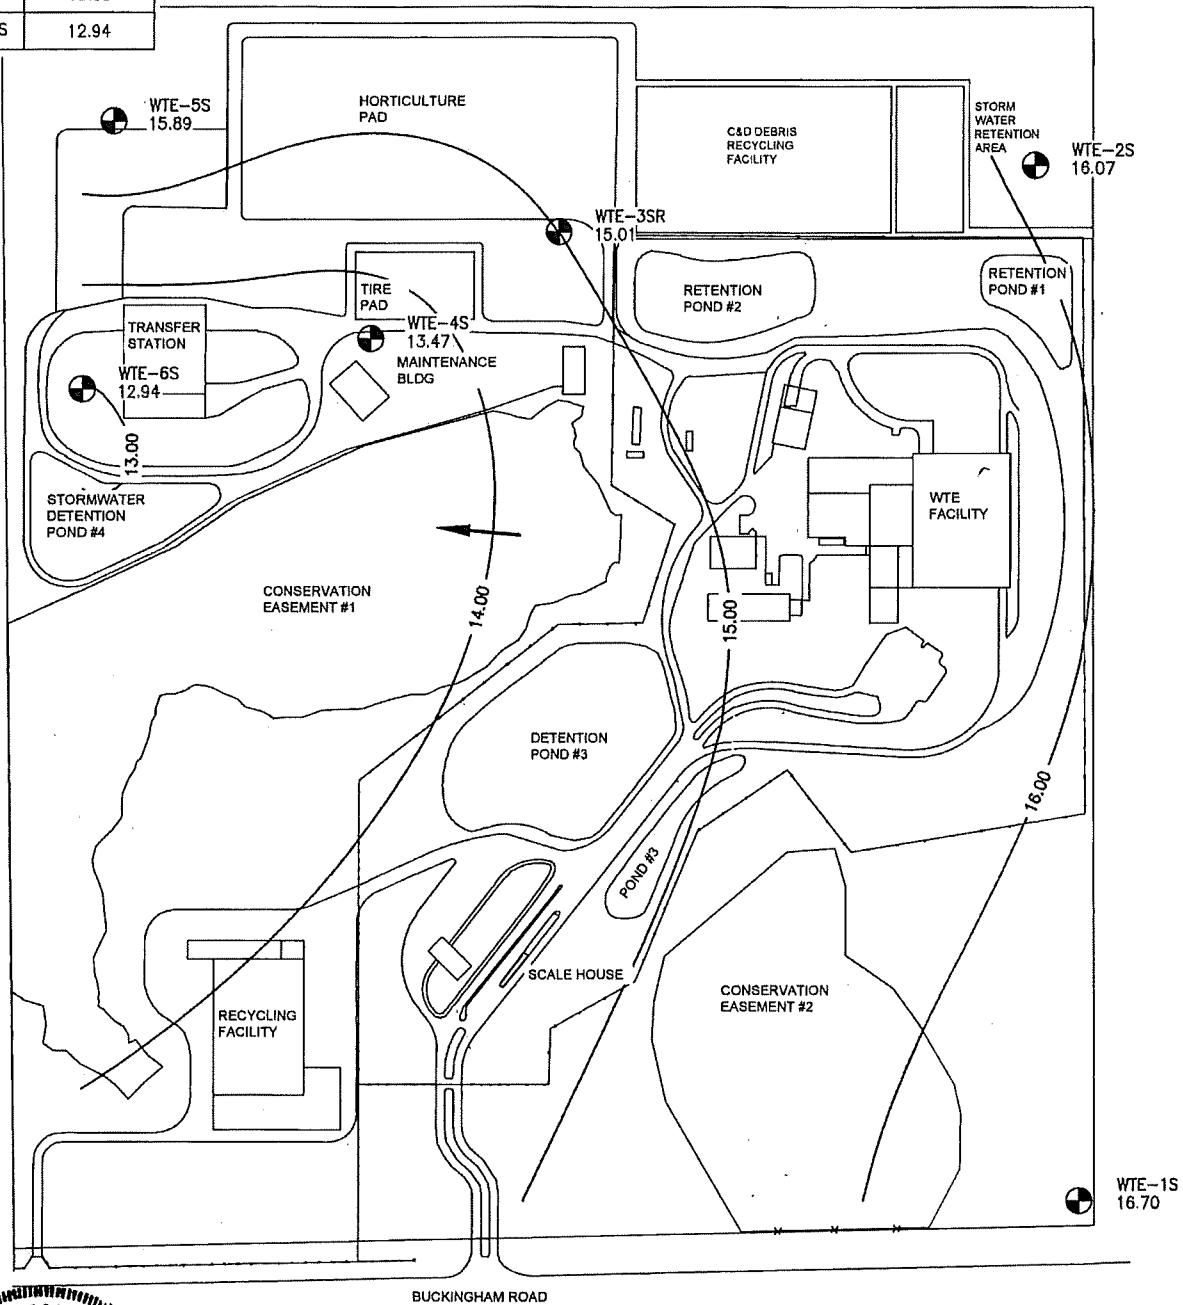 S 12.94
WTE-5S
15.89
HORTICULTURE
PAD
C&D DEBRIS
RECYCLING
FACILITY
STORM
WATER
RETENTION
AREA
WTE-2S
16.07
WTE-3SR
15.01
TIRE
PAD
RETENTION
POND #2
RETENTION
POND #1
TRANSFER
STATION
WTE-4S
13.47
MAINTENANCE
BLDG
WTE-6S
12.94
13.00
STORMWATER
DETENTION
POND #4
WTE
FACILITY
CONSERVATION
EASEMENT #1
14.00
15.00
DETENTION
POND #3
16.00
POND #3
SCALE HOUSE
CONSERVATION
EASEMENT #2
RECYCLING
FACILITY
WTE-1S
16.70
BUCKINGHAM ROAD